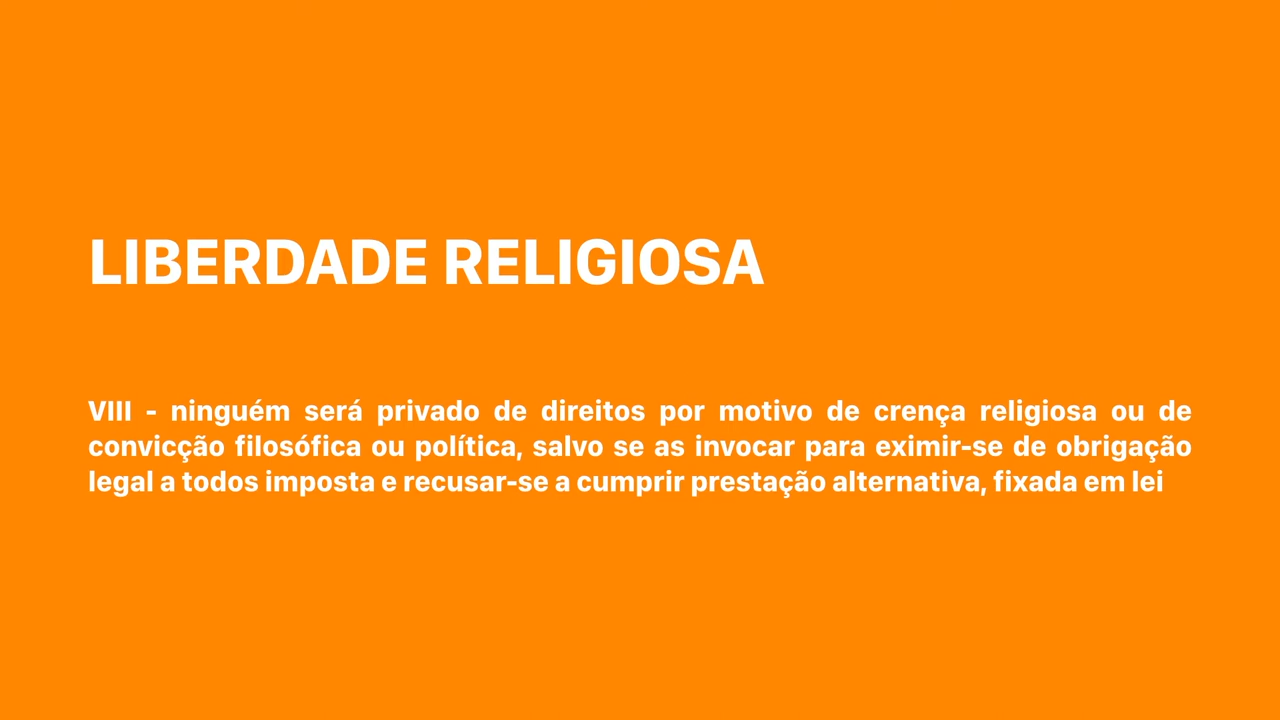 LIBERDADE RELIGIOSA
VIII - ninguém será privado de direitos por motivo de crença religiosa ou de
convicção filosófica ou política, salvo se as invocar para eximir-se de obrigação
legal a todos imposta e recusar-se a cumprir prestação alternativa, fixada em lei